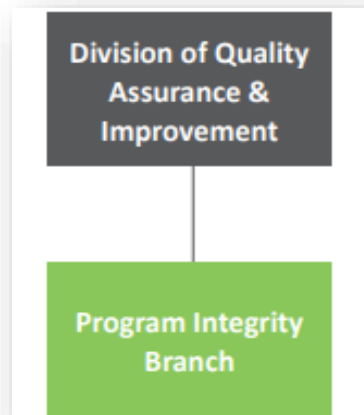 Division of Quality
Assurance &
Improvement
Program Integrity
Branch